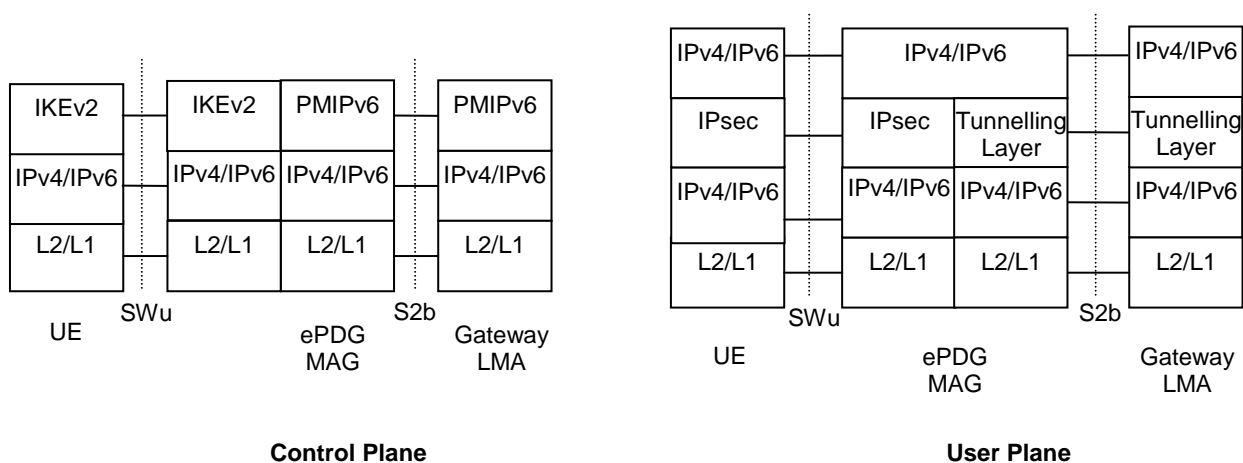 IKEv2 IKEv2 PMIPv6 PMIPv6
IPv4/IPv6 IPv4/IPv6 IPv4/IPv6 IPv4/IPv6
L2/L1 L2/L1 L2/L1 L2/L1
SWu S2b
UE ePDG Gateway
MAG LMA
Control Plane
IPv4/IPv6 IPv4/IPv6 IPv4/IPv6
IPsec IPsec Tunnelling Tunnelling
Layer Layer
IPv4/IPv6 IPv4/IPv6 IPv4/IPv6 IPv4/IPv6
L2/L1 L2/L1 L2/L1 L2/L1
SWu S2b
UE ePDG Gateway
MAG LMA
User Plane